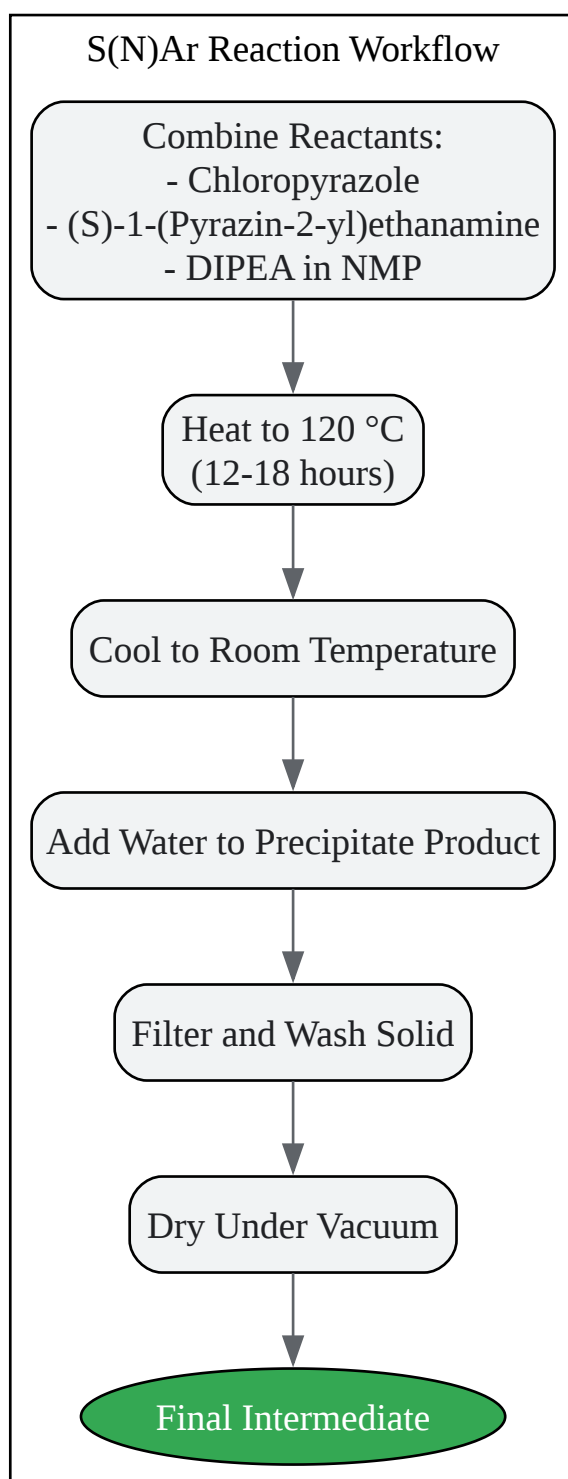 S(N)Ar Reaction Workflow
Combine Reactants:
- Chloropyrazole
- (S)-1-(Pyrazin-2-yl)ethanamine
- DIPEA in NMP
Heat to 120 °C
(12-18 hours)
Cool to Room Temperature
Add Water to Precipitate Product
Filter and Wash Solid
Dry Under Vacuum
Final Intermediate